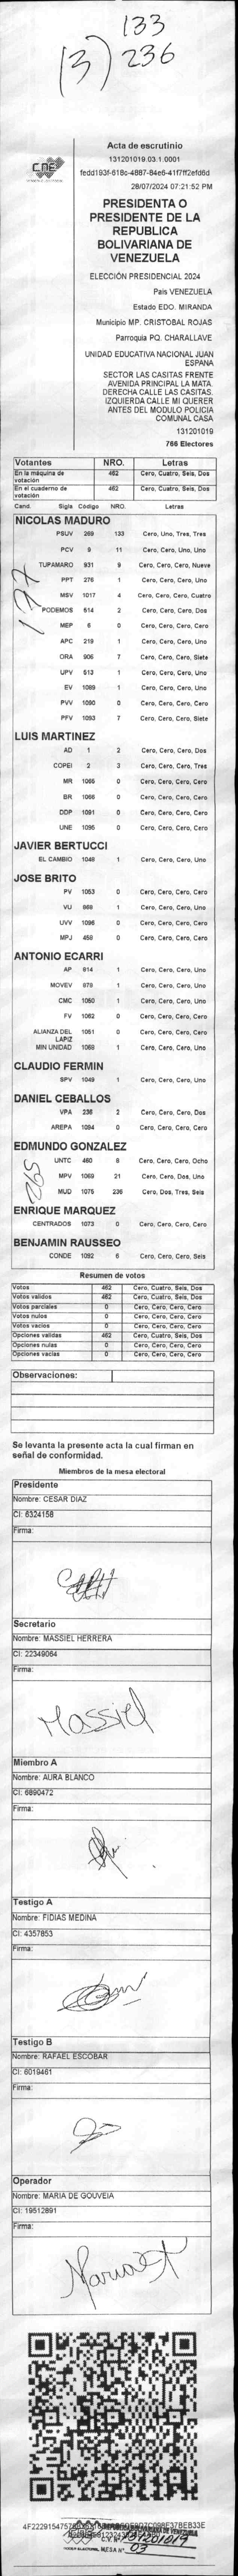 133
(3) 236
CNE
Acta de escrutinio
131201019.03.1.0001
fedd193f-618c-4887-84e6-41f7ff2efd6d
28/07/2024 07:21:52 PM
PRESIDENTA O
PRESIDENTE DE LA
REPUBLICA
BOLIVARIANA DE
VENEZUELA
ELECCIÓN PRESIDENCIAL 2024
Pais VENEZUELA
Estado EDO. MIRANDA
Municipio MP. CRISTOBAL ROJAS
Parroquia PQ. CHARALLAVE
UNIDAD EDUCATIVA NACIONAL JUAN
ESPANA
SECTOR LAS CASITAS FRENTE
AVENIDA PRINCIPAL LA MATA.
DERECHA CALLE LAS CASITAS.
IZQUIERDA CALLE MI QUERER
ANTES DEL MODULO POLICIA
COMUNAL CASA
131201019
766 Electores
Votantes NRO. Letras
En la máquina de votación 462 Cero, Cuatro, Seis, Dos
En el cuaderno de votación 462 Cero, Cuatro, Seis, Dos
Cand. Sigla Código NRO. Letras
NICOLAS MADURO
PSUV 269 133 Cero, Uno, Tres, Tres
PCV 9 11 Cero, Cero, Uno, Uno
TUPAMARO 931 9 Cero, Cero, Cero, Nueve
PPT 276 1 Cero, Cero, Cero, Uno
177
MSV 1017 4 Cero, Cero, Cero, Cuatro
PODEMOS 514 2 Cero, Cero, Cero, Dos
MEP 6 0 Cero, Cero, Cero, Cero
APC 219 1 Cero, Cero, Cero, Uno
ORA 906 7 Cero, Cero, Cero, Siete
UPV 513 1 Cero, Cero, Cero, Uno
EV 1089 1 Cero, Cero, Cero, Uno
PVV 1090 0 Cero, Cero, Cero, Cero
PFV 1093 7 Cero, Cero, Cero, Siete
LUIS MARTINEZ
AD 1 2 Cero, Cero, Cero, Dos
COPEI 2 3 Cero, Cero, Cero, Tres
MR 1065 0 Cero, Cero, Cero, Cero
BR 1066 0 Cero, Cero, Cero, Cero
DDP 1091 0 Cero, Cero, Cero, Cero
UNE 1095 0 Cero, Cero, Cero, Cero
JAVIER BERTUCCI
EL CAMBIO 1048 1 Cero, Cero, Cero, Uno
JOSE BRITO
PV 1053 0 Cero, Cero, Cero, Cero
VU 968 1 Cero, Cero, Cero, Uno
UVV 1096 0 Cero, Cero, Cero, Cero
MPJ 458 0 Cero, Cero, Cero, Cero
ANTONIO ECARRI
AP 814 1 Cero, Cero, Cero, Uno
MOVEV 879 1 Cero, Cero, Cero, Uno
CMC 1050 1 Cero, Cero, Cero, Uno
FV 1062 0 Cero, Cero, Cero, Cero
ALIANZA DEL LAPIZ 1051 0 Cero, Cero, Cero, Cero
MIN UNIDAD 1068 1 Cero, Cero, Cero, Uno
CLAUDIO FERMIN
SPV 1049 1 Cero, Cero, Cero, Uno
DANIEL CEBALLOS
VPA 236 2 Cero, Cero, Cero, Dos
AREPA 1094 0 Cero, Cero, Cero, Cero
EDMUNDO GONZALEZ
UNTC 460 8 Cero, Cero, Cero, Ocho
265
MPV 1069 21 Cero, Cero, Dos, Uno
MUD 1075 236 Cero, Dos, Tres, Seis
ENRIQUE MARQUEZ
CENTRADOS 1073 0 Cero, Cero, Cero, Cero
BENJAMIN RAUSSEO
CONDE 1092 6 Cero, Cero, Cero, Seis
Resumen de votos
Votos 462 Cero, Cuatro, Seis, Dos
Votos validos 462 Cero, Cuatro, Seis, Dos
Votos parciales 0 Cero, Cero, Cero, Cero
Votos nulos 0 Cero, Cero, Cero, Cero
Votos vacios 0 Cero, Cero, Cero, Cero
Opciones validas 462 Cero, Cuatro, Seis, Dos
Opciones nulas 0 Cero, Cero, Cero, Cero
Opciones vacias 0 Cero, Cero, Cero, Cero
Observaciones:
Se levanta la presente acta la cual firman en
señal de conformidad.
Miembros de la mesa electoral
Presidente
Nombre: CESAR DIAZ
CI: 6324158
Firma:
Secretario
Nombre: MASSIEL HERRERA
CI: 22349064
Firma:
Massiel
Miembro A
Nombre: AURA BLANCO
CI: 6890472
Firma:
Testigo A
Nombre: FIDIAS MEDINA
CI: 4357853
Firma:
Testigo B
Nombre: RAFAEL ESCOBAR
CI: 6019461
Firma:
Operador
Nombre: MARIA DE GOUVEIA
CI: 19512891
Firma:
131201019
MESA Nº 03